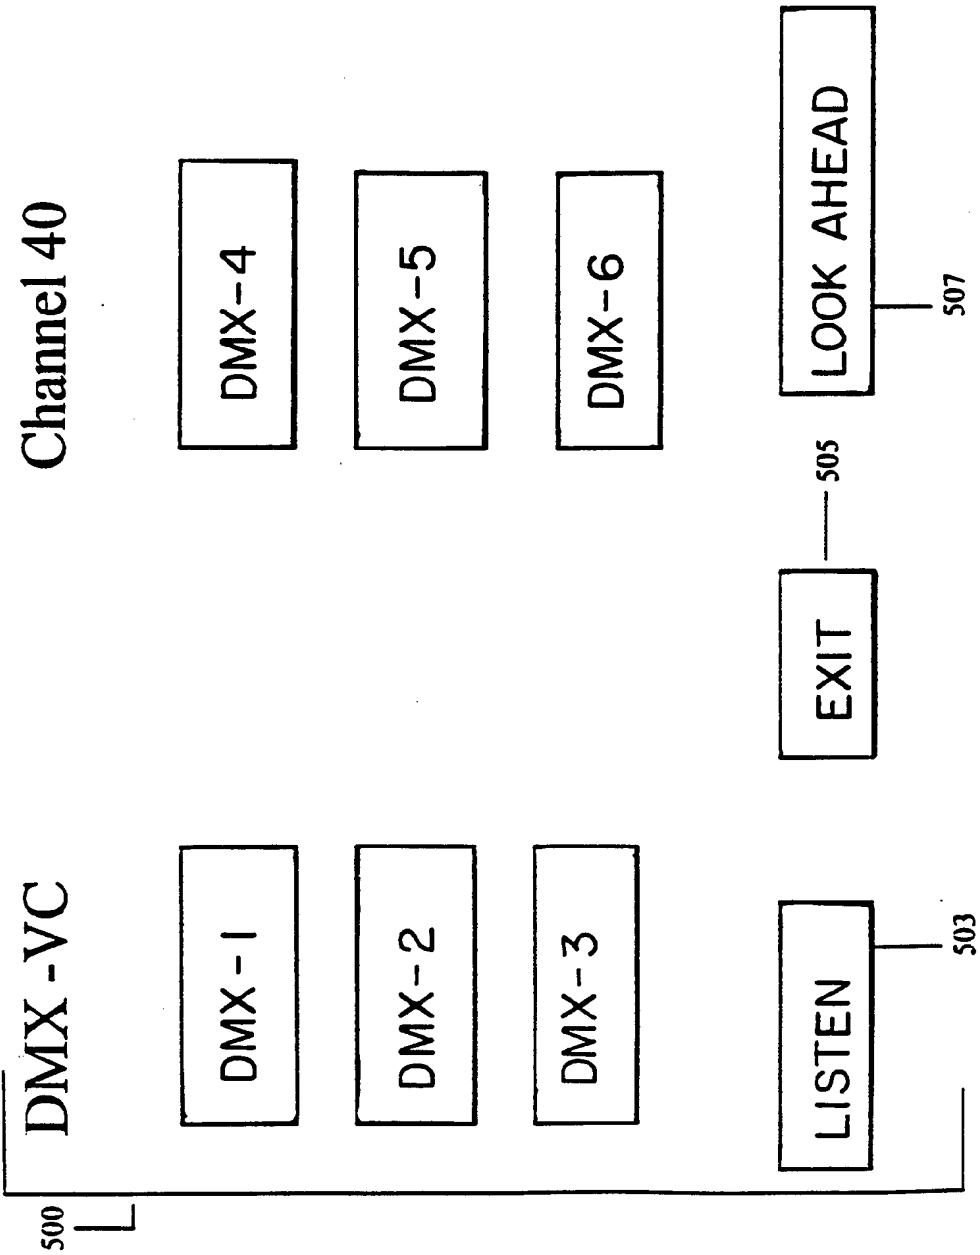 500
DMX-VC
Channel 40
DMX-1
DMX-4
DMX-2
DMX-5
DMX-3
DMX-6
LISTEN
EXIT
505
LOOK AHEAD
503
507